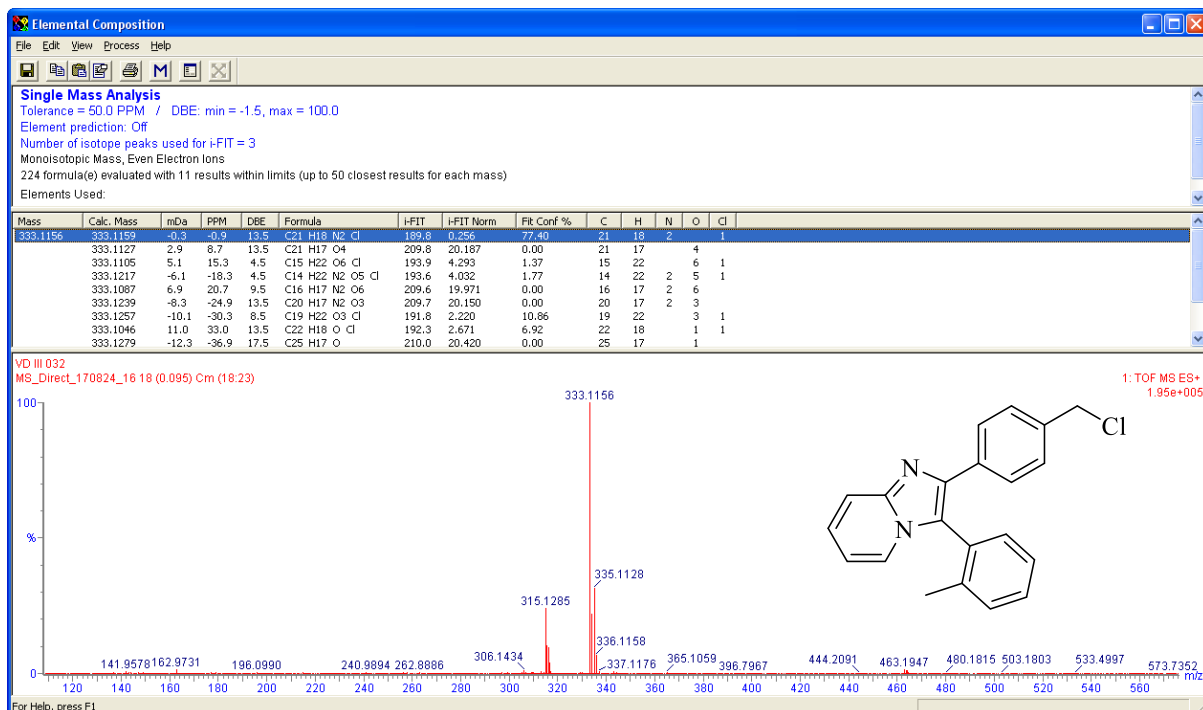 Elemental Composition
File Edit View Process Help
Single Mass Analysis
Tolerance = 50.0 PPM / DBE: min = -1.5, max = 100.0
Element prediction: Off
Number of isotope peaks used for i-FIT = 3
Monoisotopic Mass, Even Electron Ions
224 formula(e) evaluated with 11 results within limits (up to 50 closest results for each mass)
Elements Used:
Mass Calc. Mass mDa PPM DBE Formula i-FIT i-FIT Norm Fit Conf % C H N O Cl
333.1156 333.1159 -0.3 -0.9 13.5 C21 H18 N2 Cl 189.8 0.256 77.40 21 18 2 1
333.1127 2.9 8.7 13.5 C21 H17 O4 209.8 20.187 0.00 21 17 4
333.1105 5.1 15.3 4.5 C15 H22 O6 Cl 193.9 4.293 1.37 15 22 6 1
333.1217 -6.1 -18.3 4.5 C14 H22 N2 O5 Cl 193.6 4.032 1.77 14 22 2 5 1
333.1087 6.9 20.7 9.5 C16 H17 N2 O6 209.6 19.971 0.00 16 17 2 6
333.1239 -8.3 -24.9 13.5 C20 H17 N2 O3 209.7 20.150 0.00 20 17 2 3
333.1257 -10.1 -30.3 8.5 C19 H22 O3 Cl 191.8 2.220 10.86 19 22 3 1
333.1046 11.0 33.0 13.5 C22 H18 O Cl 192.3 2.671 6.92 22 18 1 1
333.1279 -12.3 -36.9 17.5 C25 H17 O 210.0 20.420 0.00 25 17 1
VD III 032
MS_Direct_170824_16 18 (0.095) Cm (18:23)
1: TOF MS ES+
1.95e+005
100
%
0
333.1156
335.1128
315.1285
336.1158
306.1434
337.1176
141.9578
162.9731
196.0990
240.9894
262.8886
365.1059
396.7967
444.2091
463.1947
480.1815
503.1803
533.4997
573.7352
Cl
N
N
120 140 160 180 200 220 240 260 280 300 320 340 360 380 400 420 440 460 480 500 520 540 560 m/z
For Help, press F1